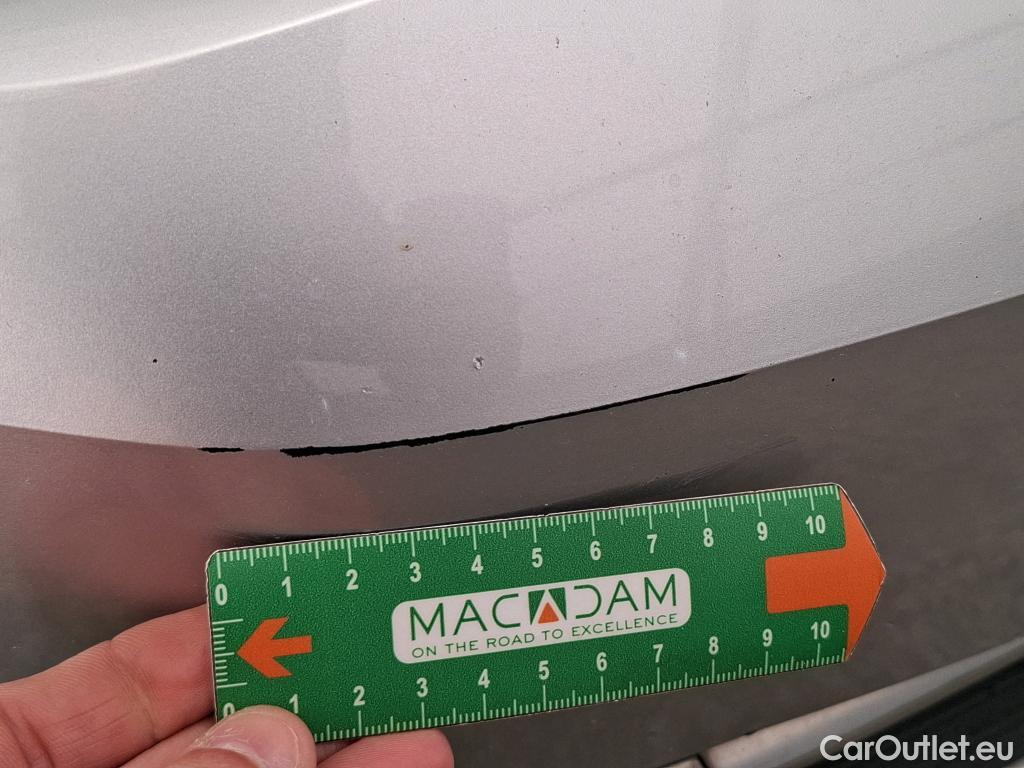 0 1 2 3 4 5 6 7 8 9 10
MACADAM
ON THE ROAD TO EXCELLENCE
0 1 2 3 4 5 6 7 8 9 10
CarOutlet.eu